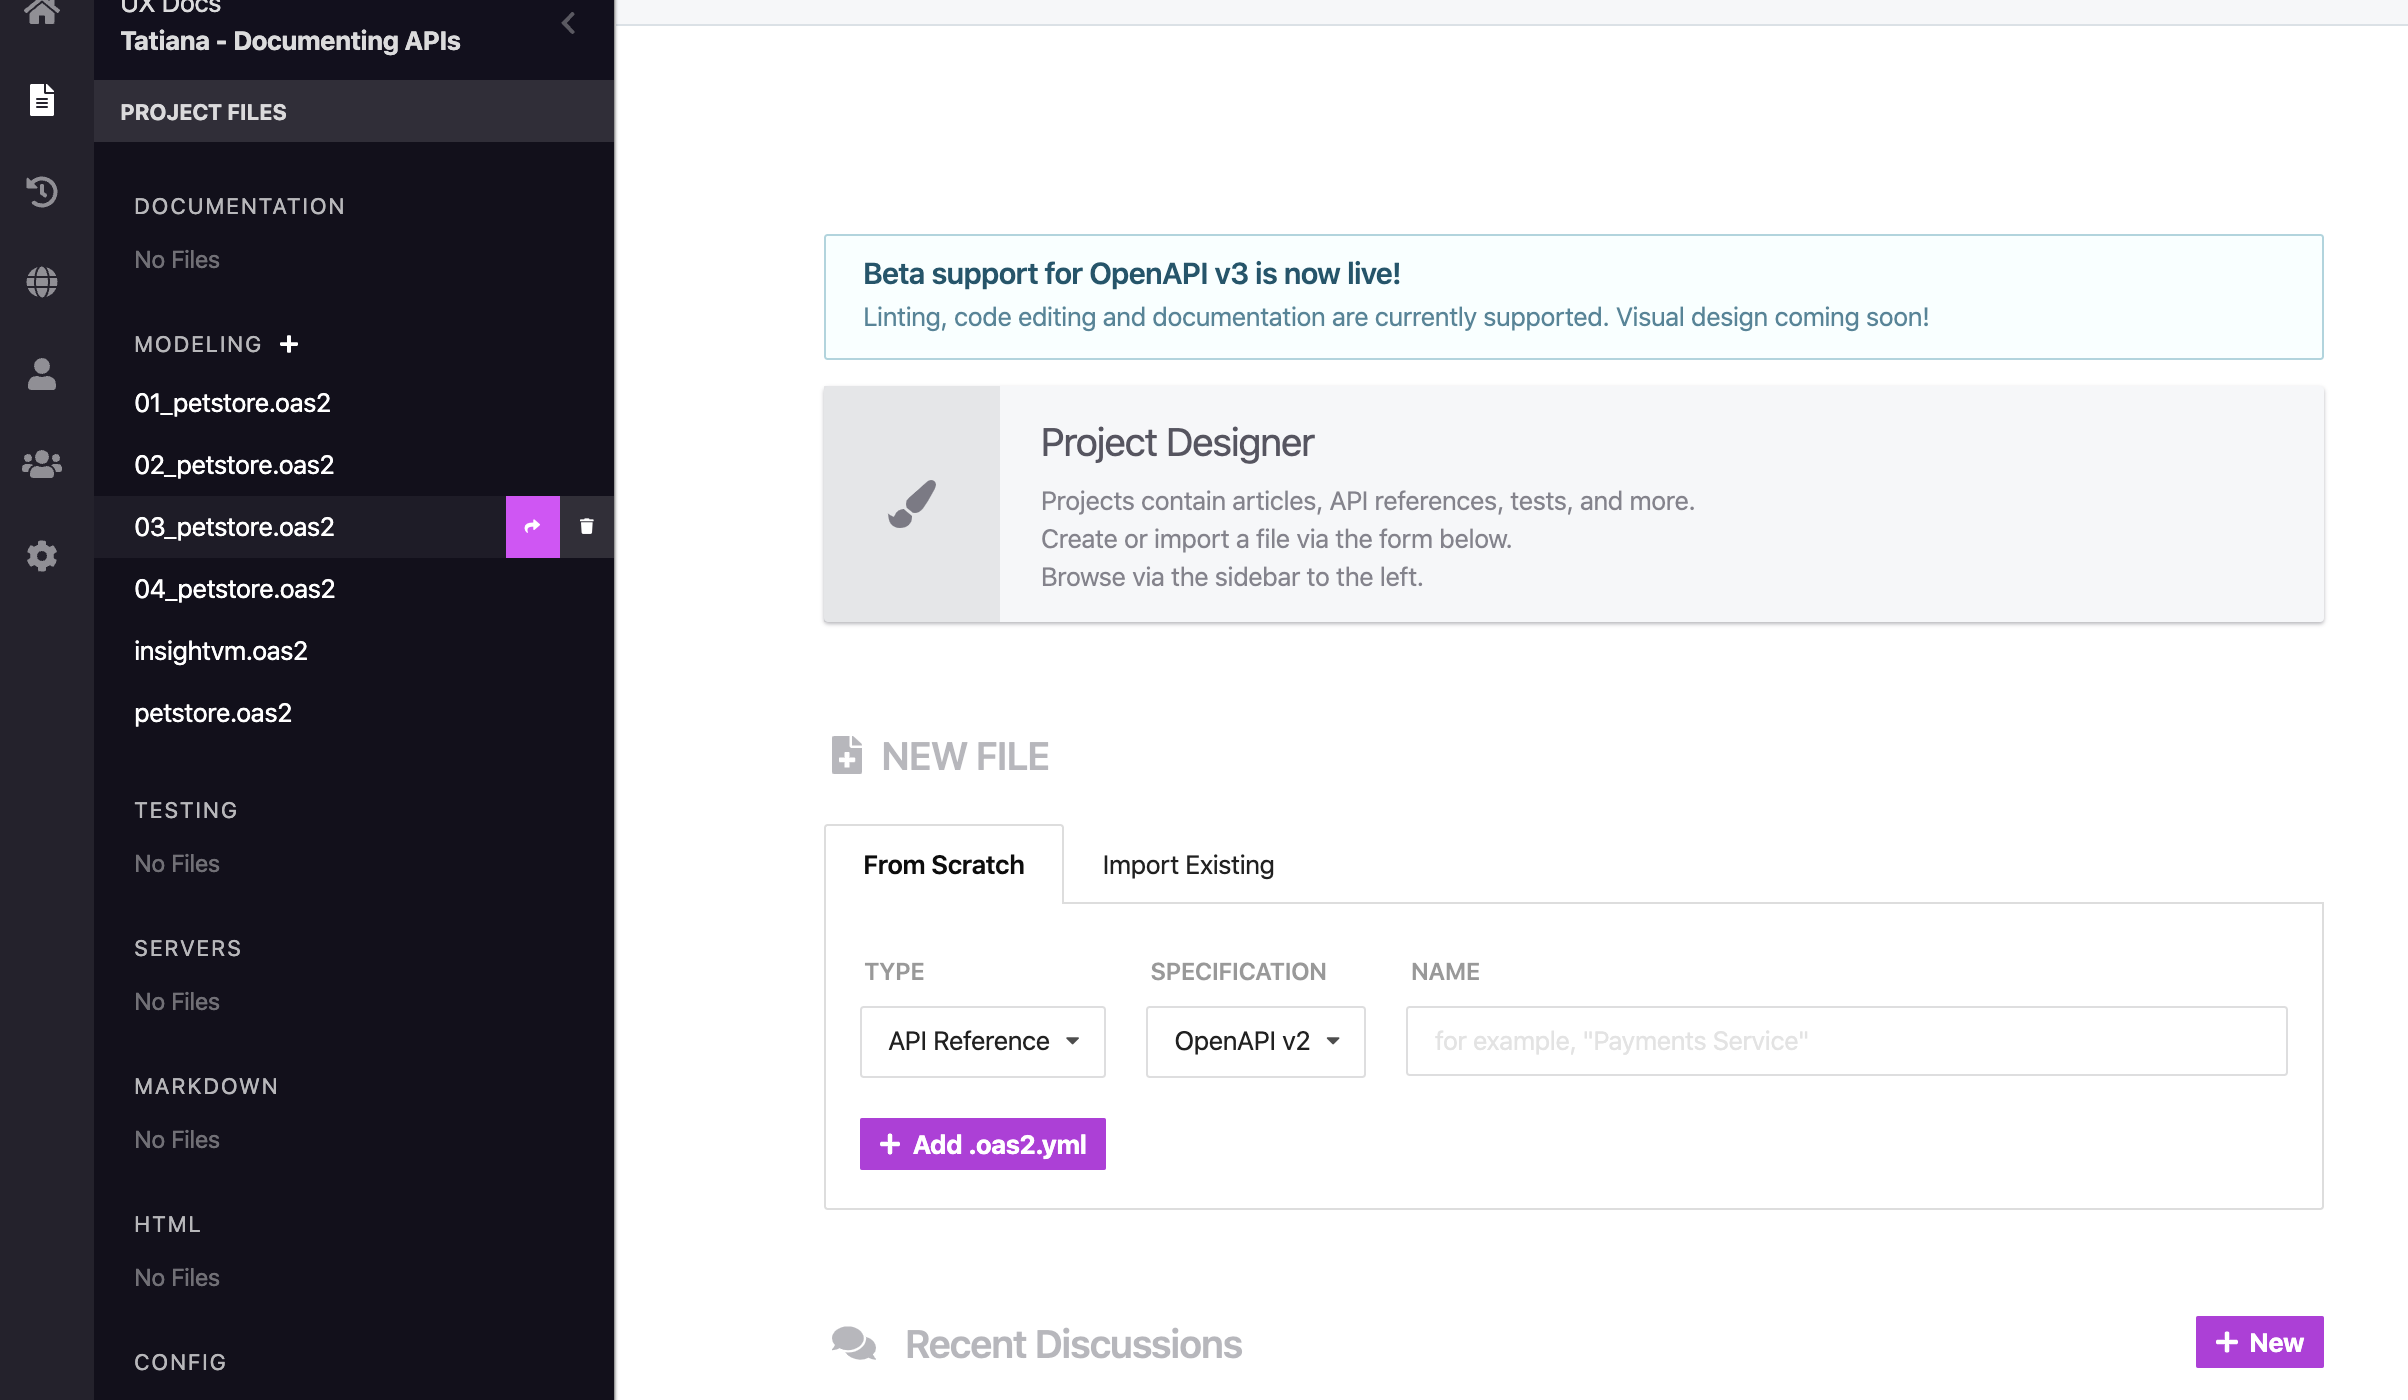 UX Docs
Tatiana - Documenting APIs
PROJECT FILES
DOCUMENTATION
No Files
MODELING
01_petstore.oas2
02_petstore.oas2
03_petstore.oas2
04_petstore.oas2
insightvm.oas2
petstore.oas2
TESTING
No Files
SERVERS
No Files
MARKDOWN
No Files
HTML
No Files
CONFIG
Beta support for OpenAPI v3 is now live!
Linting, code editing and documentation are currently supported. Visual design coming soon!
Project Designer
Projects contain articles, API references, tests, and more.
Create or import a file via the form below.
Browse via the sidebar to the left.
NEW FILE
From Scratch Import Existing
TYPE SPECIFICATION NAME
API Reference OpenAPI v2 for example, "Payments Service"
+ Add .oas2.yml
Recent Discussions
+ New